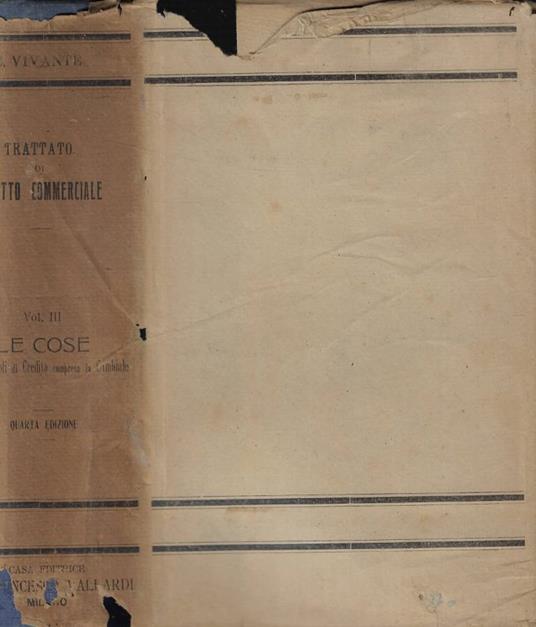 C. VIVANTE
TRATTATO
DI
TTO COMMERCIALE
Vol. III
LE COSE
oli di Credito compresa la Cambiale
QUARTA EDIZIONE
CASA EDITRICE
NCESCO VALLARDI
MILANO